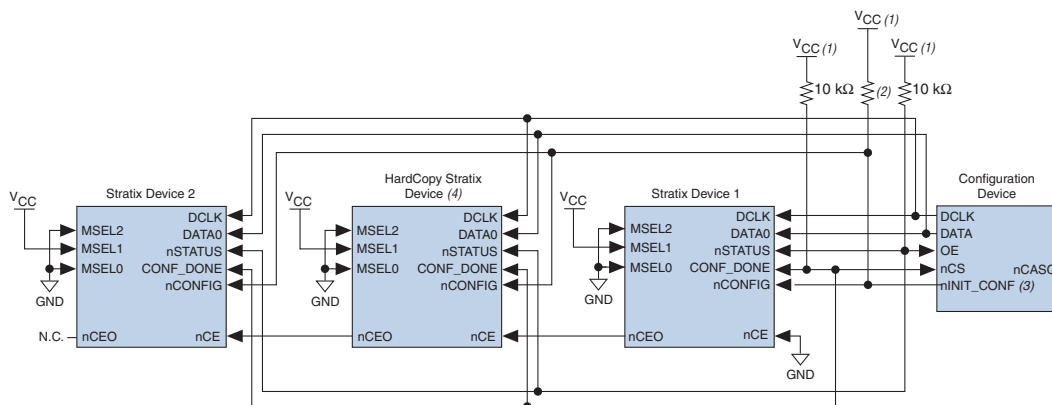 VCC (1)
VCC (1) VCC (1)
10 kΩ (2) 10 kΩ
Stratix Device 2
HardCopy Stratix
Device (4)
Stratix Device 1
Configuration
Device
VCC
MSEL2
MSEL1
MSEL0
GND
DCLK
DATA0
nSTATUS
CONF_DONE
nCONFIG
N.C. nCEO nCE
VCC
MSEL2
MSEL1
MSEL0
GND
DCLK
DATA0
nSTATUS
CONF_DONE
nCONFIG
nCEO nCE
VCC
MSEL2
MSEL1
MSEL0
GND
DCLK
DATA0
nSTATUS
CONF_DONE
nCONFIG
nCEO nCE
GND
DCLK
DATA
OE
nCS nCASC
nINIT_CONF (3)